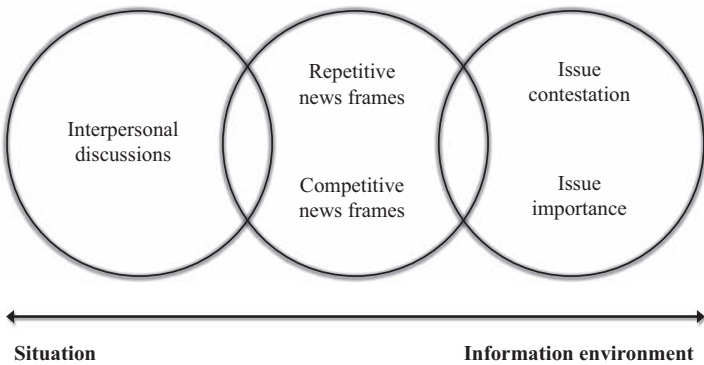 Interpersonal
discussions
Repetitive
news frames
Competitive
news frames
Issue
contestation
Issue
importance
Situation
Information environment